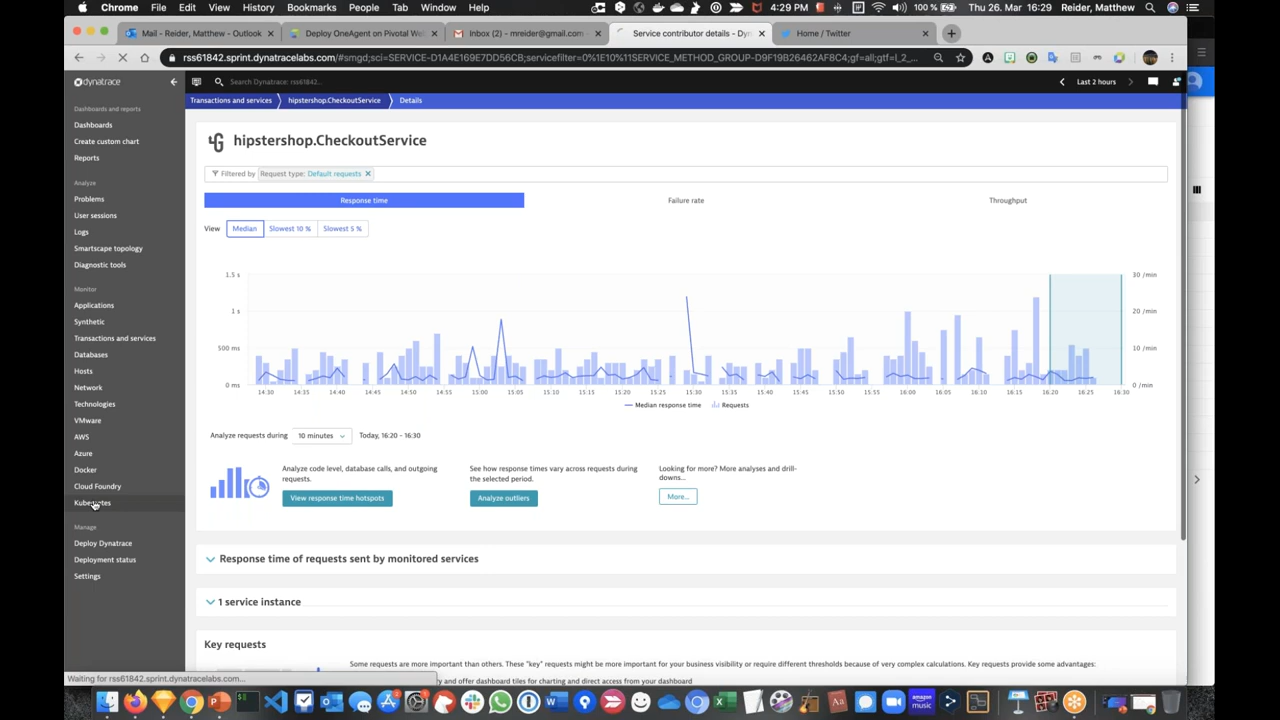 Chrome File Edit View History Bookmarks People Tab Window Help 4:29 PM 100 % Thu 26. Mar 16:29 Reider, Matthew
Mail - Reider, Matthew - Outlook Deploy OneAgent on Pivotal Web Inbox (2) - mreider@gmail.com - Service contributor details - Dyn Home / Twitter
rss61842.sprint.dynatracelabs.com/#smgd;sci=SERVICE-D1A4E169E7DD56CB;servicefilter=0%1E10%11SERVICE_METHOD_GROUP-D9F19B26462AF8C4;gf=all;gtf=l_2_...
dynatrace
Search Dynatrace: rss61842...
Last 2 hours
Transactions and services hipstershop.CheckoutService Details
Dashboards and reports
Dashboards
Create custom chart
Reports
Analyze
Problems
User sessions
Logs
Smartscape topology
Diagnostic tools
Monitor
Applications
Synthetic
Transactions and services
Databases
Hosts
Network
Technologies
VMware
AWS
Azure
Docker
Cloud Foundry
Kubernetes
Manage
Deploy Dynatrace
Deployment status
Settings
hipstershop.CheckoutService
Filtered by Request type: Default requests
Response time Failure rate Throughput
View Median Slowest 10 % Slowest 5 %
1.5 s 30 /min
1 s 20 /min
500 ms 10 /min
0 ms 0 /min
14:30 14:35 14:40 14:45 14:50 14:55 15:00 15:05 15:10 15:15 15:20 15:25 15:30 15:35 15:40 15:45 15:50 15:55 16:00 16:05 16:10 16:15 16:20 16:25 16:30
Median response time Requests
Analyze requests during 10 minutes Today, 16:20 - 16:30
Analyze code level, database calls, and outgoing
requests.
View response time hotspots
See how response times vary across requests during
the selected period.
Analyze outliers
Looking for more? More analyses and drill-
downs...
More...
Response time of requests sent by monitored services
1 service instance
Key requests
Some requests are more important than others. These "key" requests might be more important for your business visibility or require different thresholds because of very complex calculations. Key requests provide some advantages:
and offer dashboard tiles for charting and direct access from your dashboard
Waiting for rss61842.sprint.dynatracelabs.com...
amazon
music